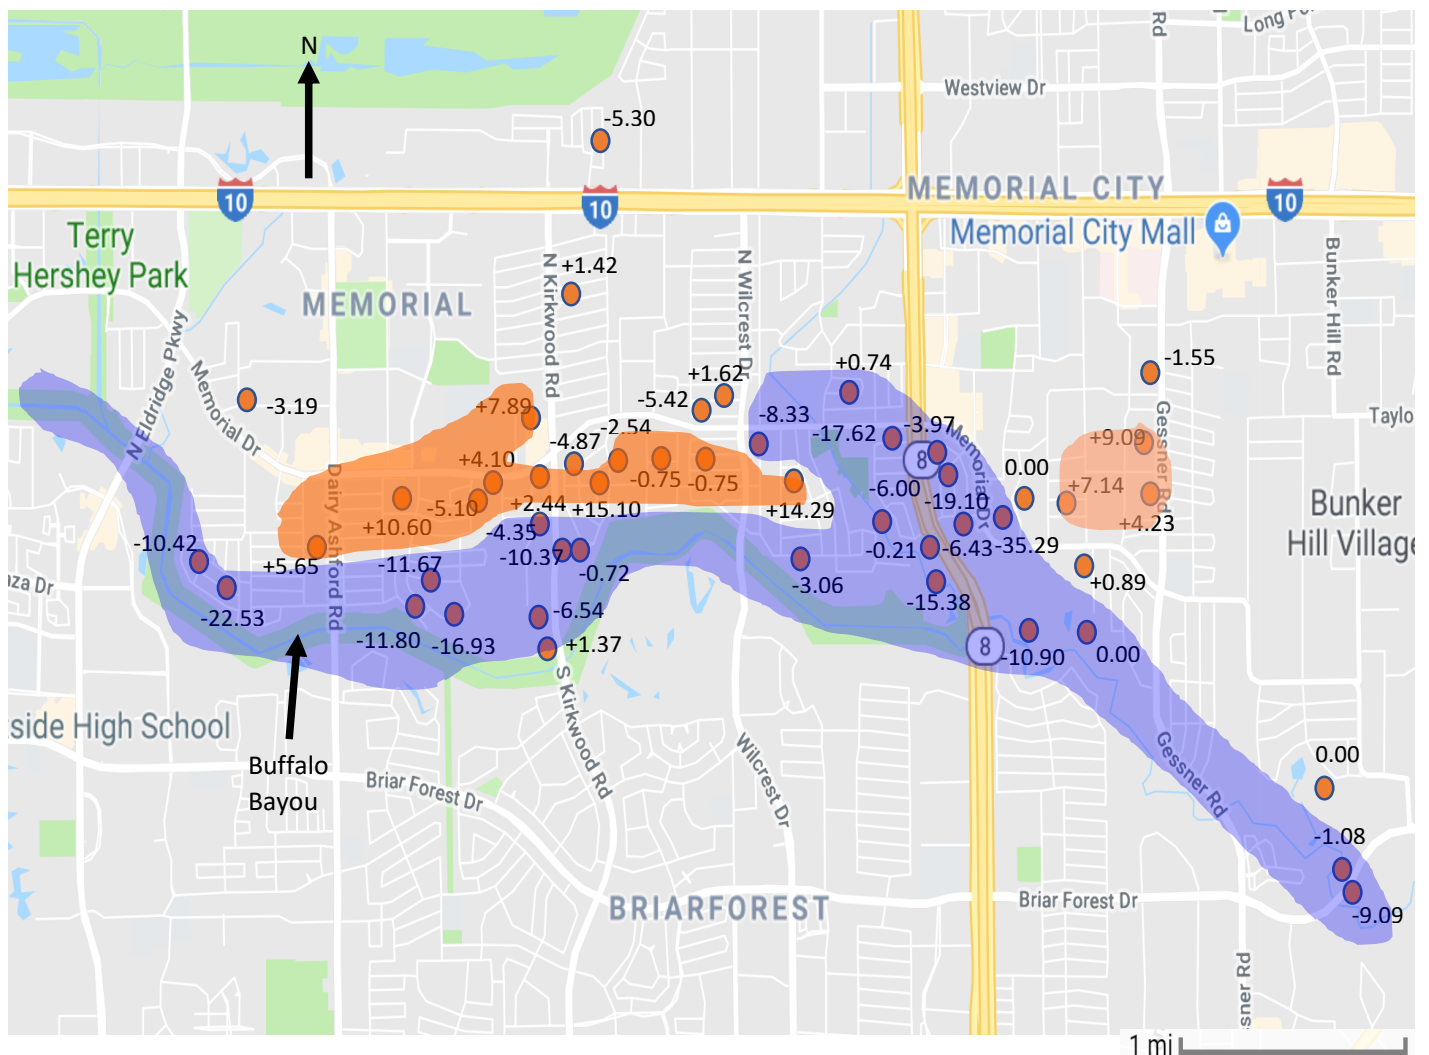 Rd
Long Po
N
Westview Dr
-5.30
MEMORIAL CITY
10
10
10
Memorial City Mall
Terry
Hershey Park
+1.42
N Kirkwood Rd
N Wilcrest Dr
Bunker Hill Rd
MEMORIAL
N Eldridge Pkwy
Memorial Dr
-3.19
+1.62
-5.42
+0.74
-1.55
+7.89
-8.33
-17.62
-3.97
Memorial Dr
Gessner Rd
Taylo
-2.54
-4.87
+9.09
8
+4.10
0.00
Dairy Ashford Rd
-0.75
-0.75
-6.00
+7.14
-5.10
+2.44
+15.10
+14.29
-19.10
Bunker
Hill Village
+10.60
-4.35
+4.23
-10.42
-10.37
-0.21
-6.43
-35.29
+5.65
-11.67
-0.72
-3.06
+0.89
za Dr
-22.53
-6.54
-15.38
-11.80
-16.93
+1.37
8
-10.90
0.00
S Kirkwood Rd
side High School
Wilcrest Dr
Gessner Rd
0.00
Buffalo
Bayou
Briar Forest Dr
-1.08
BRIARFOREST
Briar Forest Dr
-9.09
sner Rd
1 mi